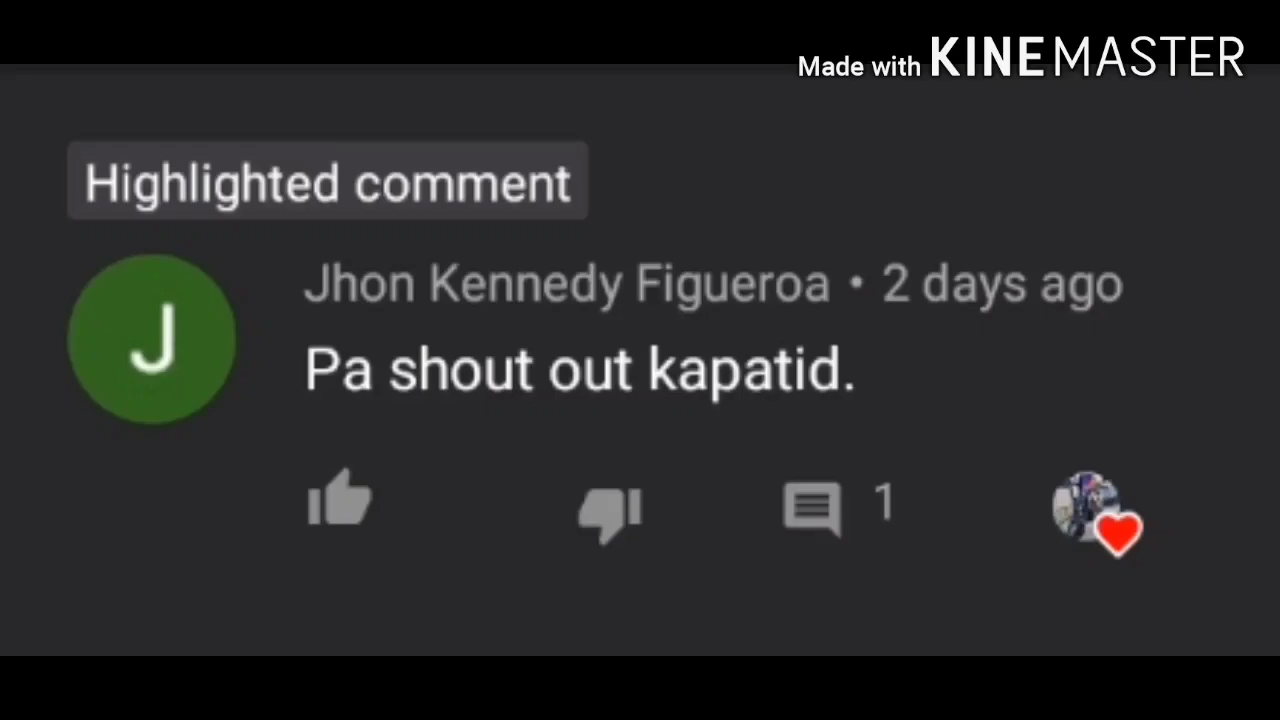 Made with KINEMASTER
Highlighted comment
J
Jhon Kennedy Figueroa • 2 days ago
Pa shout out kapatid.
1